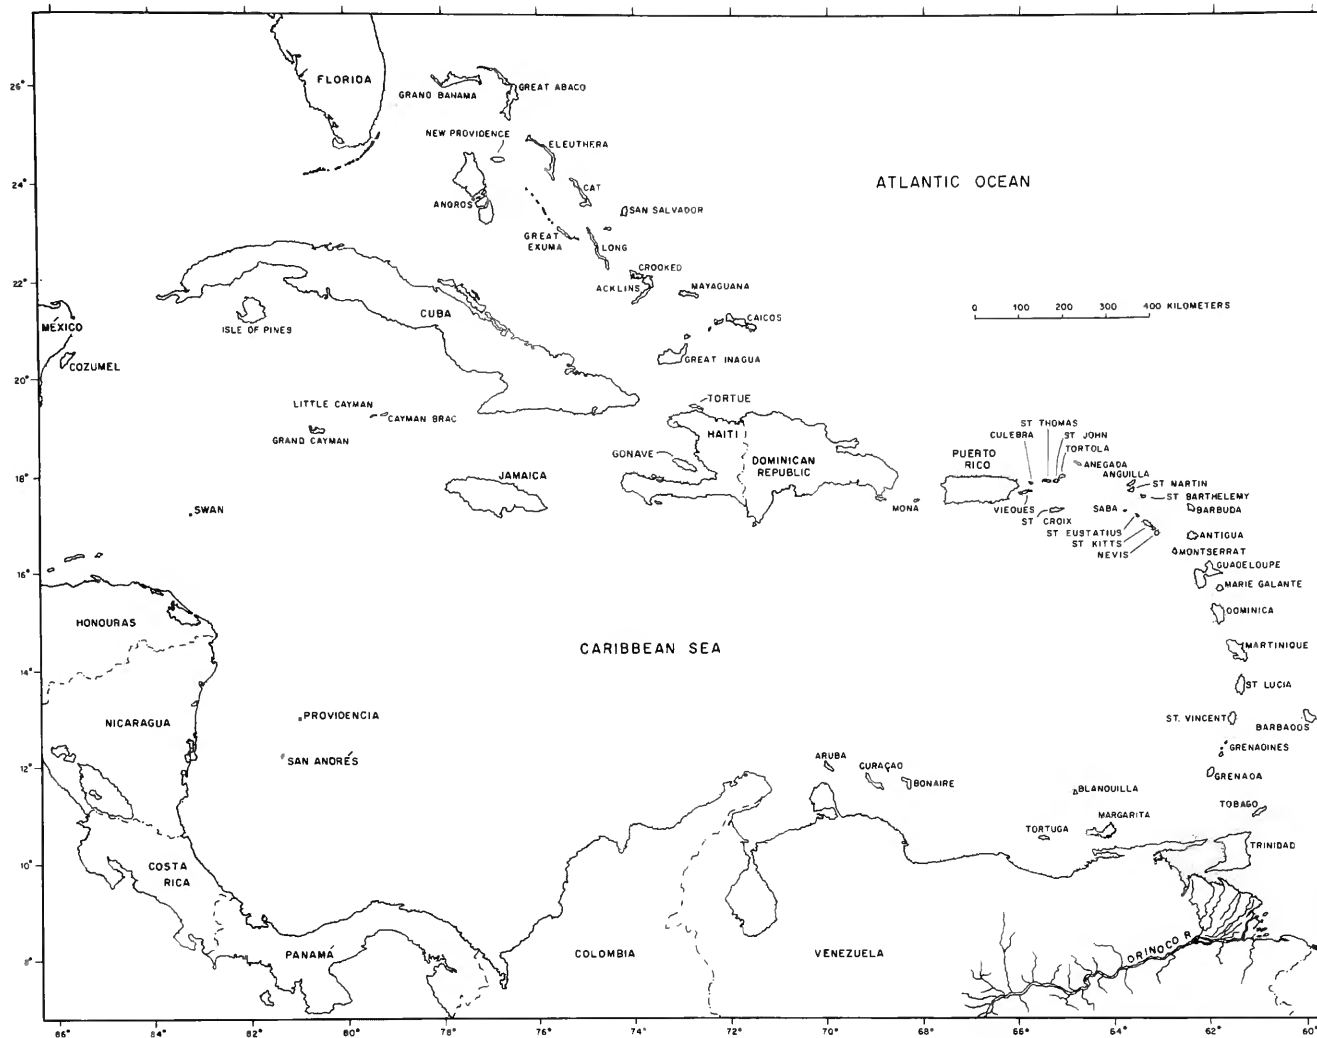 FLORIDA
GRAND BAHAMA
GREAT ABACO
NEW PROVIDENCE
ELEUTHERA
ANDROS
CAT
SAN SALVADOR
GREAT
EXUMA
LONG
ATLANTIC OCEAN
CROOKED
ACKLINS
MAYAGUANA
CAICOS
GREAT INAGUA
0 100 200 300 400 KILOMETERS
MÉXICO
COZUMEL
CUBA
ISLE OF PINES
LITTLE CAYMAN
CAYMAN BRAC
GRAND CAYMAN
TORTUE
HAITI
GONAVE
DOMINICAN
REPUBLIC
JAMAICA
MONA
PUERTO
RICO
CULEBRA
ST THOMAS
ST JOHN
TORTOLA
ANEGADA
ANGUILLA
ST MARTIN
ST BARTHELEMY
BARBUDA
VIEQUES
ST CROIX
SABA
ST EUSTATIUS
ST KITTS
NEVIS
ANTIGUA
MONTSERRAT
GUADELOUPE
MARIE GALANTE
DOMINICA
MARTINIQUE
ST LUCIA
ST. VINCENT
BARBADOS
GRENADINES
GRENADA
TOBAGO
TRINIDAD
SWAN
HONDURAS
CARIBBEAN SEA
NICARAGUA
PROVIDENCIA
SAN ANDRÉS
ARUBA
CURAÇAO
BONAIRE
BLANQUILLA
TORTUGA
MARGARITA
COSTA
RICA
PANAMÁ
COLOMBIA
VENEZUELA
ORINOCO R.
26°
24°
22°
20°
18°
16°
14°
12°
10°
8°
86° 84° 82° 80° 78° 76° 74° 72° 70° 68° 66° 64° 62° 60°